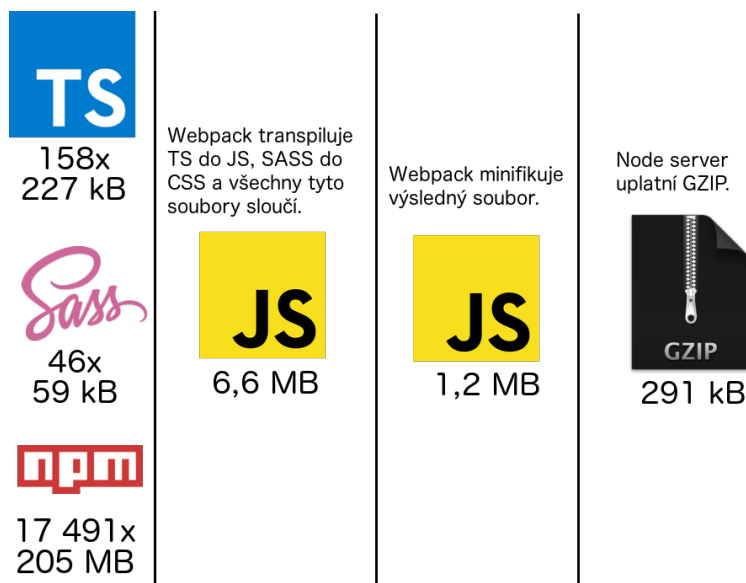 TS
158x
227 kB
Sass
46x
59 kB
npm
17 491x
205 MB
Webpack transpiluje
TS do JS, SASS do
CSS a všechny tyto
soubory sloučí.
JS
6,6 MB
Webpack minifikuje
výsledný soubor.
JS
1,2 MB
Node server
uplatní GZIP.
GZIP
291 kB